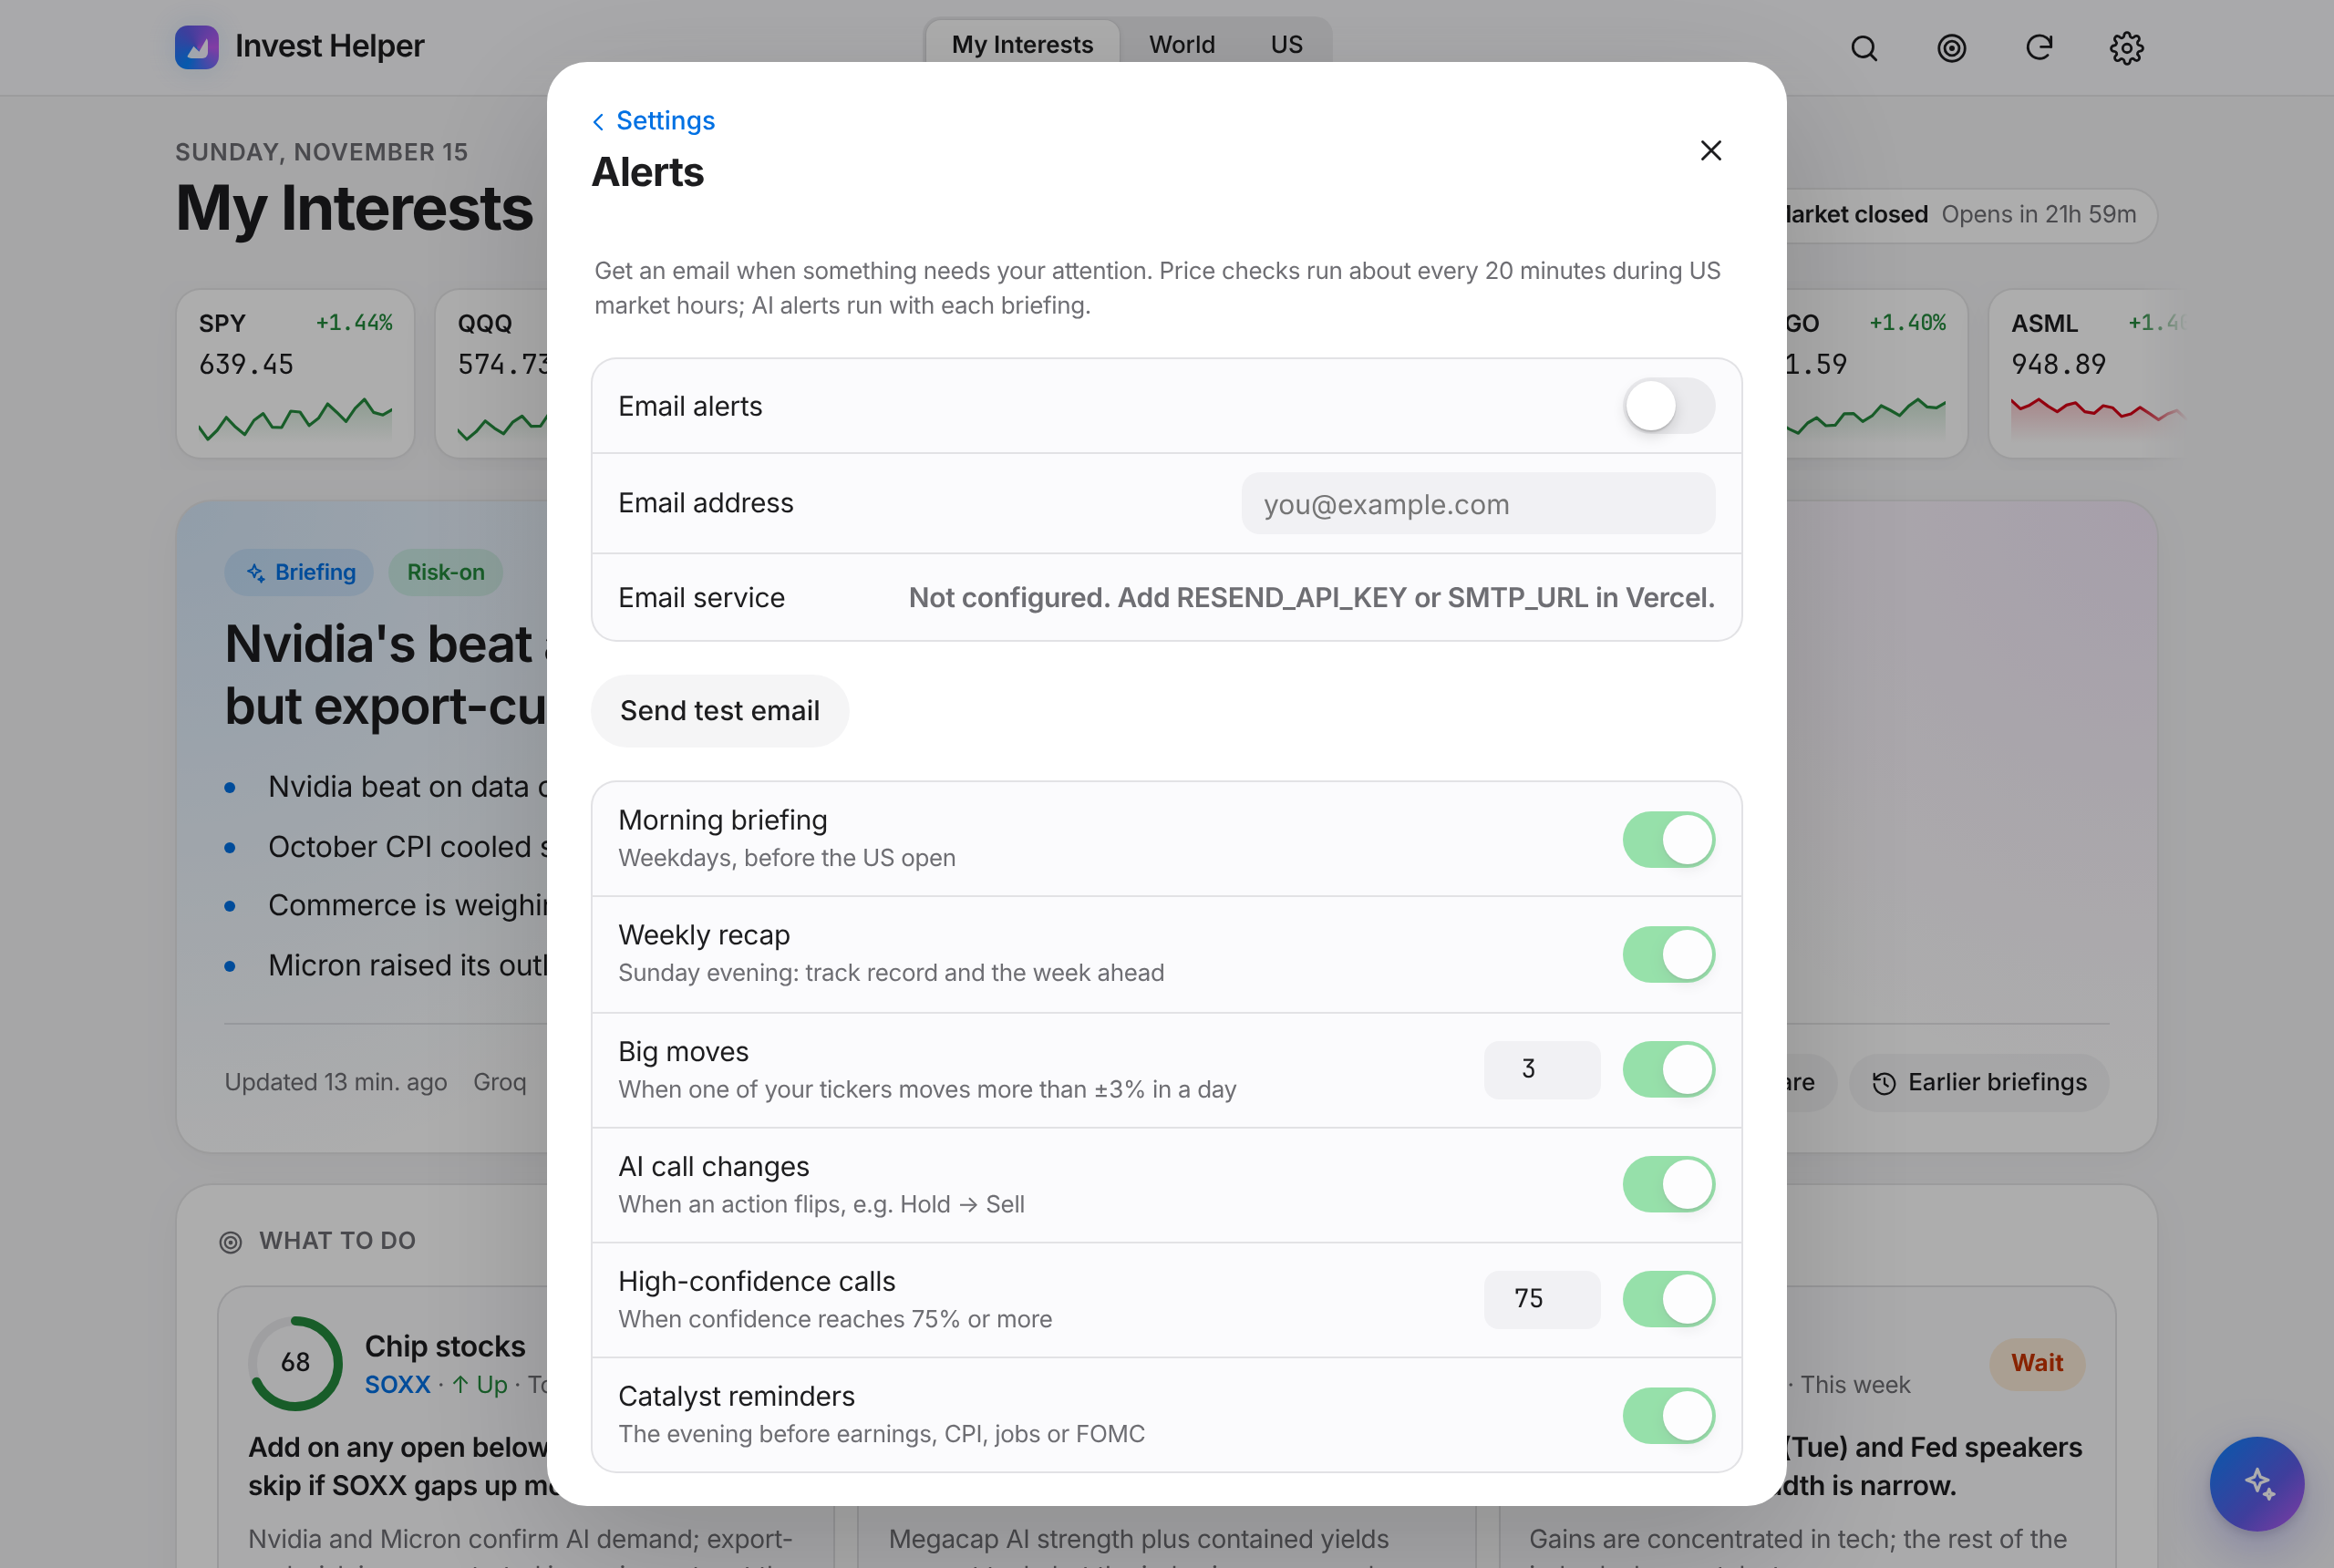 Invest Helper
My Interests
World
US
SUNDAY, NOVEMBER 15
My Interests
Market closed Opens in 21h 59m
SPY +1.44%
639.45
QQQ
574.73
GO +1.40%
1.59
ASML
948.89
Briefing
Risk-on
Nvidia's beat
but
Nvidia beat on data
October CPI cooled
Commerce is
Micron raised its
Updated 13 min. ago Groq
Earlier briefings
WHAT TO DO
68
Chip stocks
SOXX · ↑ Up ·
Add on any open below
skip if SOXX gaps up
Nvidia and Micron confirm AI demand; export-
Megacap AI strength plus contained yields
Wait
· This week
(Tue) and Fed speakers
is narrow.
Gains are concentrated in tech; the rest of the
Settings
Alerts
Get an email when something needs your attention. Price checks run about every 20 minutes during US
market hours; AI alerts run with each briefing.
Email alerts
Email address you@example.com
Email service Not configured. Add RESEND_API_KEY or SMTP_URL in Vercel.
Send test email
Morning briefing
Weekdays, before the US open
Weekly recap
Sunday evening: track record and the week ahead
Big moves
When one of your tickers moves more than ±3% in a day
3
AI call changes
When an action flips, e.g. Hold → Sell
High-confidence calls
When confidence reaches 75% or more
75
Catalyst reminders
The evening before earnings, CPI, jobs or FOMC